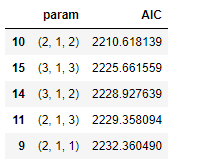 param AIC
10 (2, 1, 2) 2210.618139
15 (3, 1, 3) 2225.661559
14 (3, 1, 2) 2228.927639
11 (2, 1, 3) 2229.358094
9 (2, 1, 1) 2232.360490